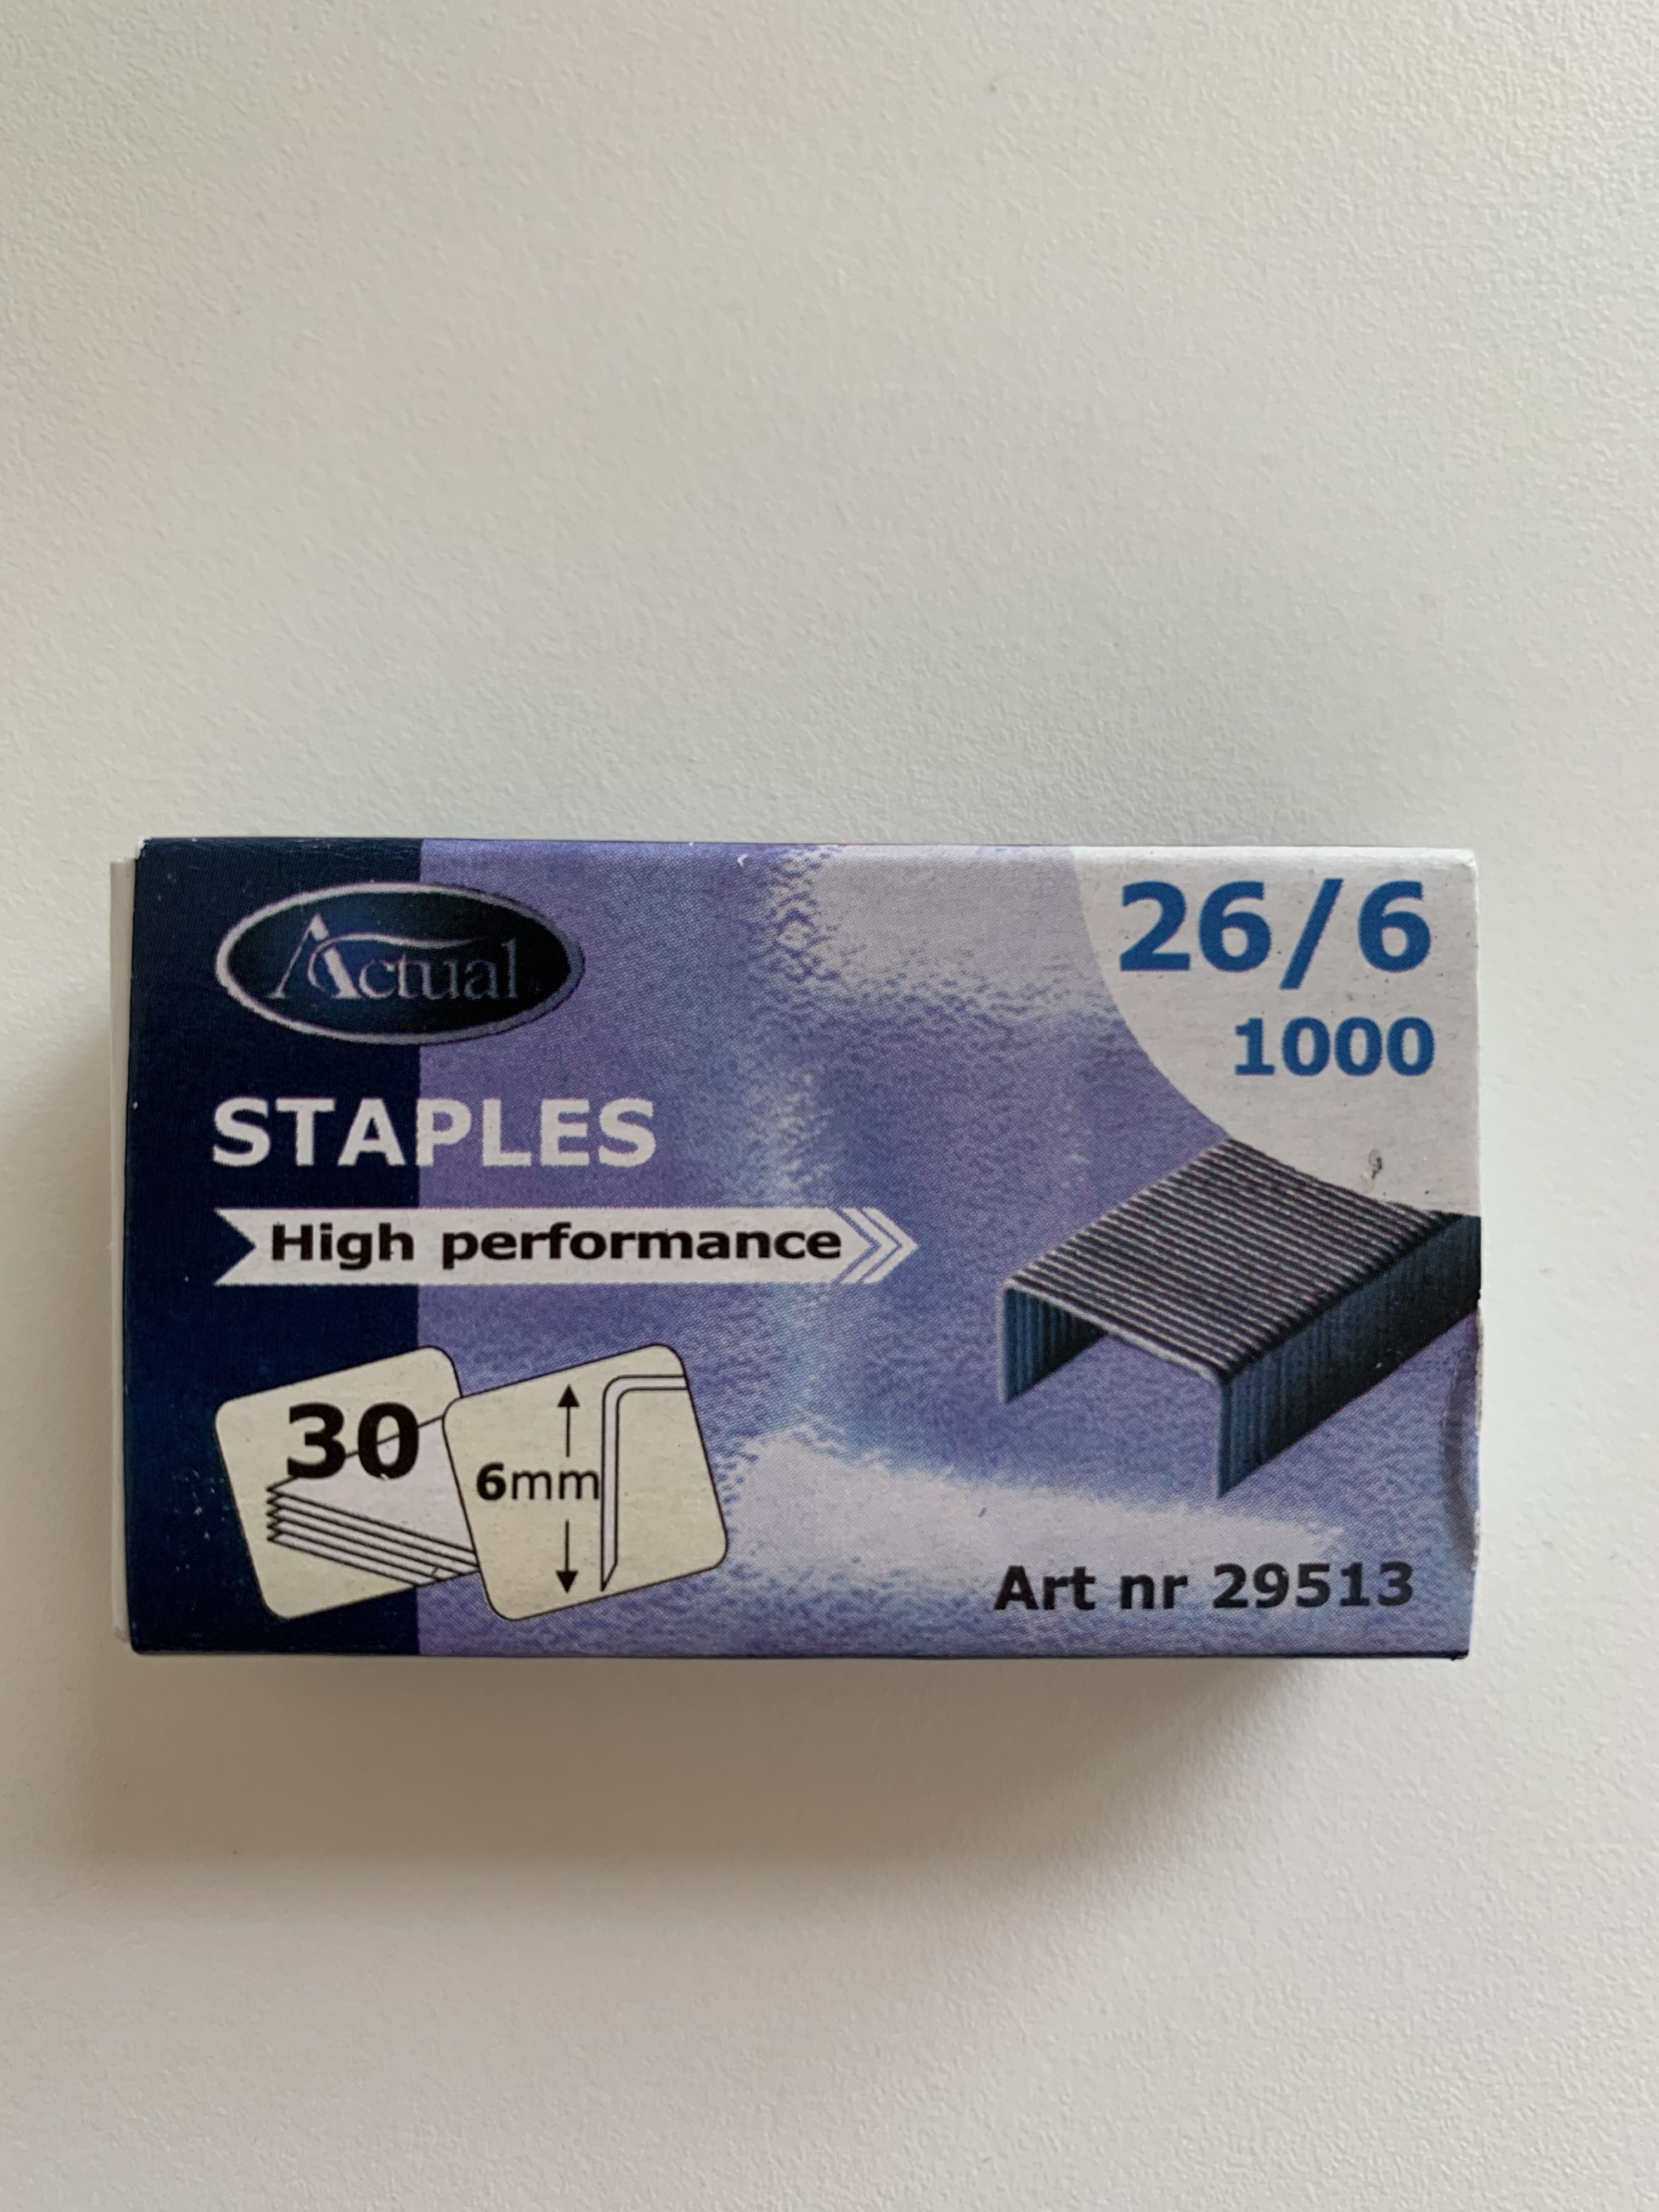 Actual
26/6
1000
STAPLES
High performance
30
6mm
Art nr 29513